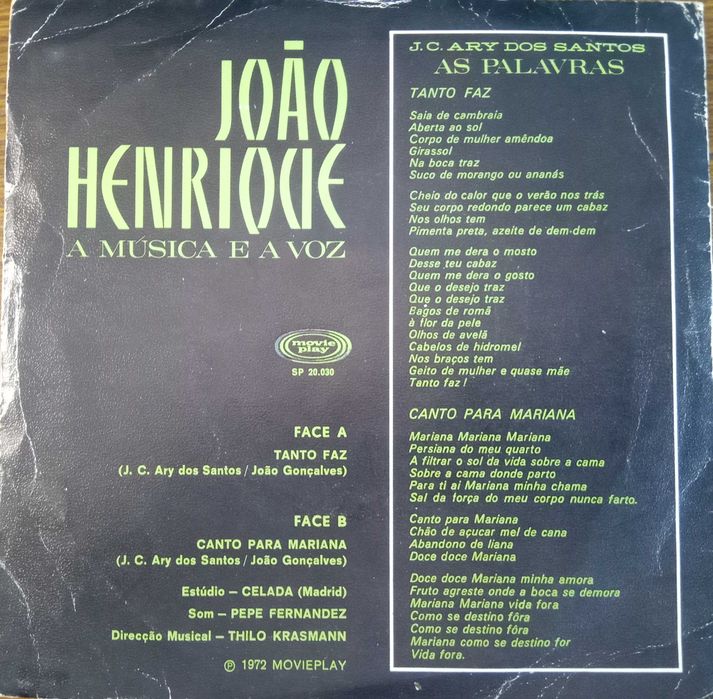 JOÃO
HENRIQUE
A MÚSICA E A VOZ
movie
play
SP 20.030
FACE A
TANTO FAZ
(J. C. Ary dos Santos / João Gonçalves)
FACE B
CANTO PARA MARIANA
(J. C. Ary dos Santos / João Gonçalves)
Estúdio – CELADA (Madrid)
Som – PEPE FERNANDEZ
Direcção Musical – THILO KRASMANN
℗ 1972 MOVIEPLAY
J. C. ARY DOS SANTOS
AS PALAVRAS
TANTO FAZ
Saia de cambraia
Aberta ao sol
Corpo de mulher amêndoa
Girassol
Na boca traz
Suco de morango ou ananás
Cheio do calor que o verão nos trás
Seu corpo redondo parece um cabaz
Nos olhos tem
Pimenta preta, azeite de dem-dem
Quem me dera o mosto
Desse teu cabaz
Quem me dera o gosto
Que o desejo traz
Que o desejo traz
Bagos de romã
à flor da pele
Olhos de avelã
Cabelos de hidromel
Nos braços tem
Geito de mulher e quase mãe
Tanto faz !
CANTO PARA MARIANA
Mariana Mariana Mariana
Persiana do meu quarto
A filtrar o sol da vida sobre a cama
Sobre a cama donde parto
Para ti ai Mariana minha chama
Sal da força do meu corpo nunca farto.
Canto para Mariana
Chão de açucar mel de cana
Abandono de liana
Doce doce Mariana
Doce doce Mariana minha amora
Fruto agreste onde a boca se demora
Mariana Mariana vida fora
Como se destino fôra
Como se destino fôra
Mariana como se destino for
Vida fora.